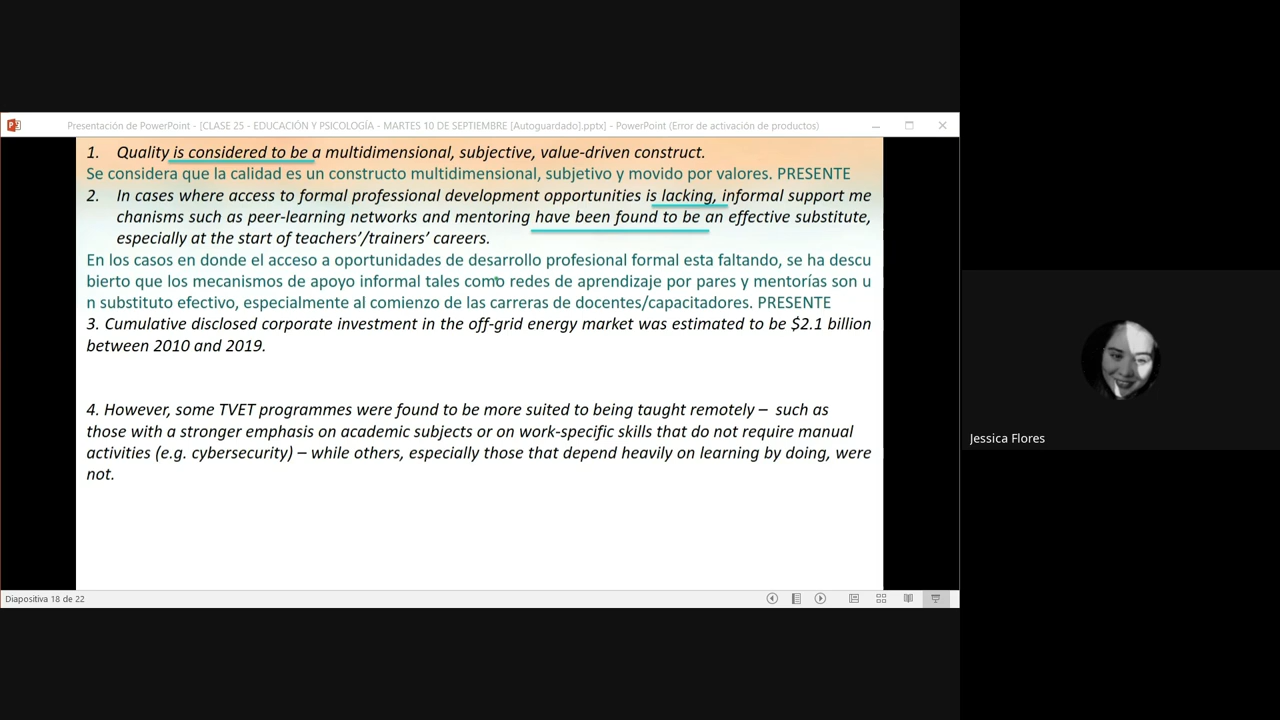 Presentación de PowerPoint - [CLASE 25 - EDUCACIÓN Y PSICOLOGÍA - MARTES 10 DE SEPTIEMBRE [Autoguardado].pptx] - PowerPoint (Error de activación de productos)
1. Quality is considered to be a multidimensional, subjective, value-driven construct.
Se considera que la calidad es un constructo multidimensional, subjetivo y movido por valores. PRESENTE
2. In cases where access to formal professional development opportunities is lacking, informal support me
chanisms such as peer-learning networks and mentoring have been found to be an effective substitute,
especially at the start of teachers’/trainers’ careers.
En los casos en donde el acceso a oportunidades de desarrollo profesional formal esta faltando, se ha descu
bierto que los mecanismos de apoyo informal tales como redes de aprendizaje por pares y mentorías son u
n substituto efectivo, especialmente al comienzo de las carreras de docentes/capacitadores. PRESENTE
3. Cumulative disclosed corporate investment in the off-grid energy market was estimated to be $2.1 billion
between 2010 and 2019.
4. However, some TVET programmes were found to be more suited to being taught remotely – such as
those with a stronger emphasis on academic subjects or on work-specific skills that do not require manual
activities (e.g. cybersecurity) – while others, especially those that depend heavily on learning by doing, were
not.
Jessica Flores
Diapositiva 18 de 22